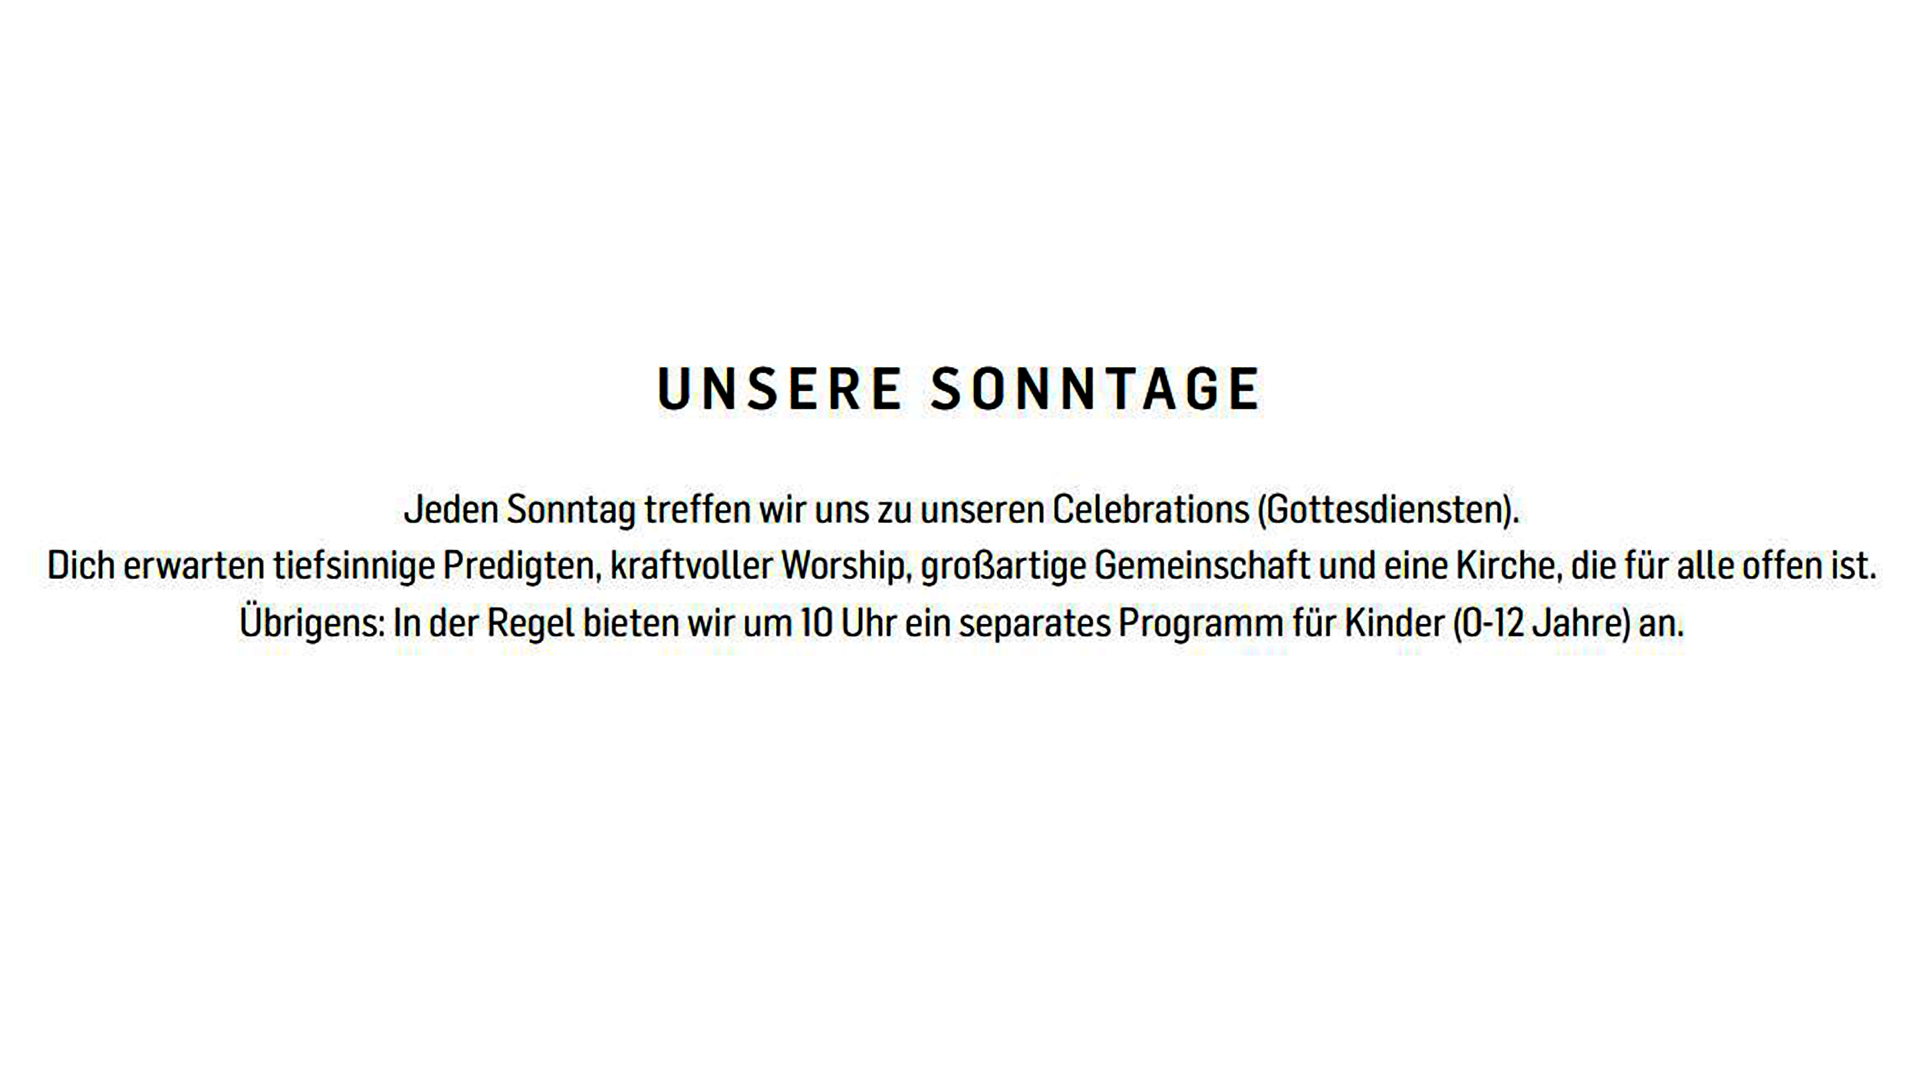 UNSERE SONNTAGE
Jeden Sonntag treffen wir uns zu unseren Celebrations (Gottesdiensten).
Dich erwarten tiefsinnige Predigten, kraftvoller Worship, großartige Gemeinschaft und eine Kirche, die für alle offen ist.
Übrigens: In der Regel bieten wir um 10 Uhr ein separates Programm für Kinder (0-12 Jahre) an.